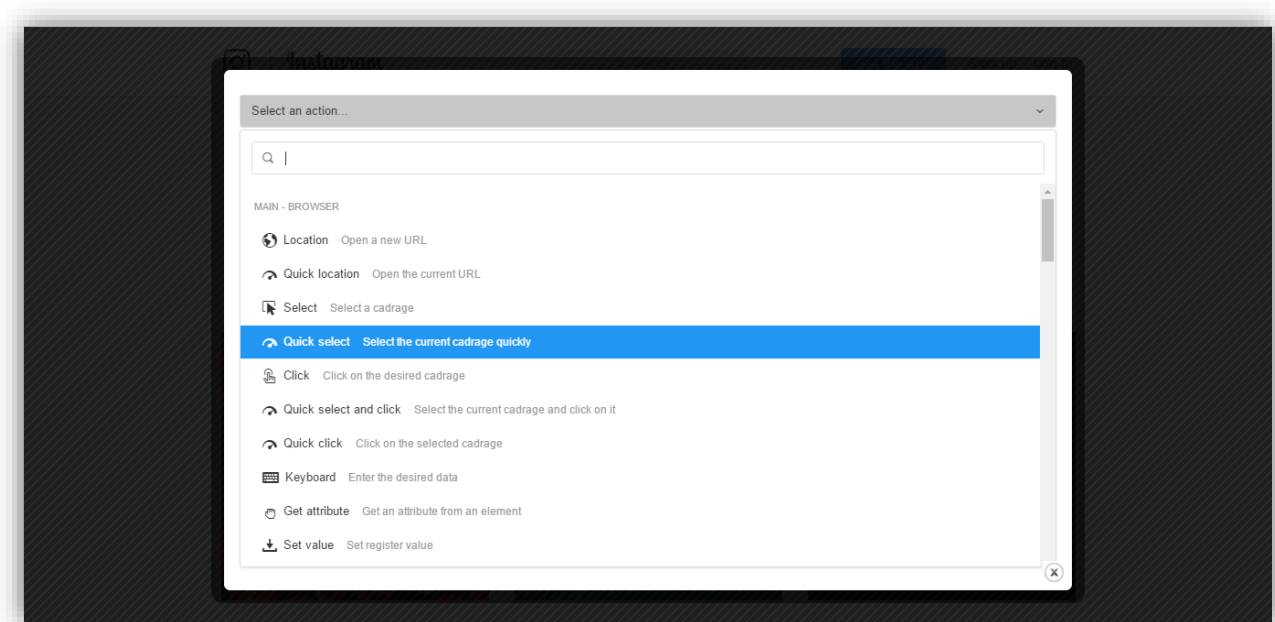 Instagram
Select an action...
MAIN - BROWSER
Location Open a new URL
Quick location Open the current URL
Select Select a cadrage
Quick select Select the current cadrage quickly
Click Click on the desired cadrage
Quick select and click Select the current cadrage and click on it
Quick click Click on the selected cadrage
Keyboard Enter the desired data
Get attribute Get an attribute from an element
Set value Set register value